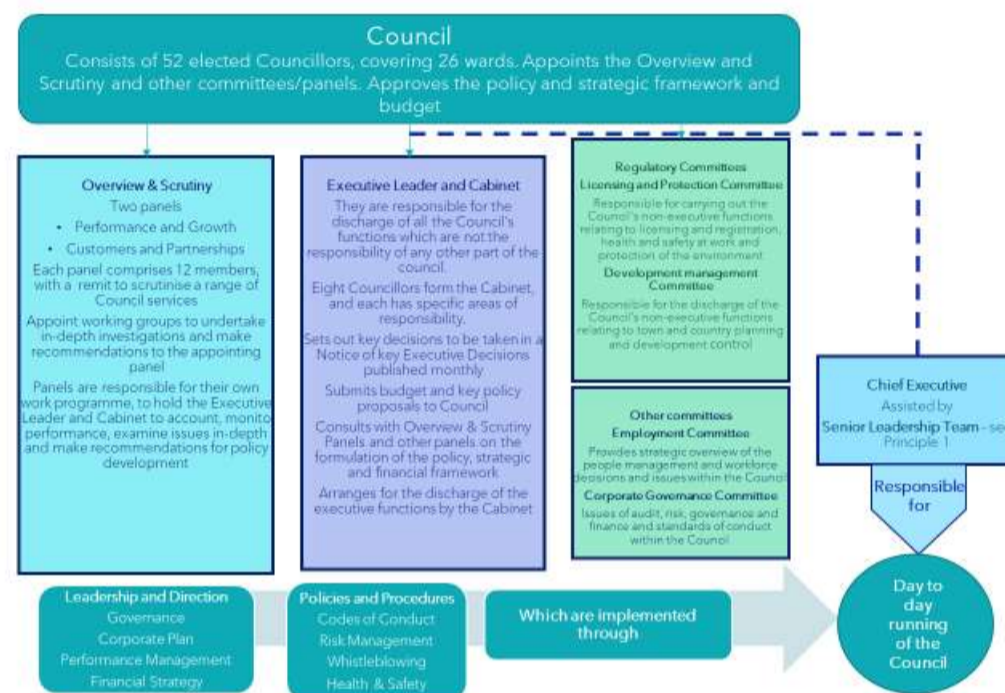 Council
Consists of 52 elected Councillors, covering 26 wards. Appoints the Overview and
Scrutiny and other committees/panels. Approves the policy and strategic framework and
budget
Overview & Scrutiny
Two panels
• Performance and Growth
• Customers and Partnerships
Each panel comprises 12 members,
with a remit to scrutinise a range of
Council services
Appoint working groups to undertake
in-depth investigations and make
recommendations to the appointing
panel
Panels are responsible for their own
work programme, to hold the Executive
Leader and Cabinet to account, monito
performance, examine issues in-depth
and make recommendations for policy
development
Executive Leader and Cabinet
They are responsible for the
discharge of all the Council's
functions which are not the
responsibility of any other part of the
council.
Eight Councillors form the Cabinet,
and each has specific areas of
responsibility.
Sets out key decisions to be taken in a
Notice of key Executive Decisions
published monthly
Submits budget and key policy
proposals to Council
Consults with Overview & Scrutiny
Panels and other panels on the
formulation of the policy, strategic
and financial framework
Arranges for the discharge of the
executive functions by the Cabinet
Regulatory Committees
Licensing and Protection Committee
Responsible for carrying out the
Council's non-executive functions
relating to licensing and registration,
health and safety at work and
protection of the environment
Development management
Committee
Responsible for the discharge of the
Council's non-executive functions
relating to town and country planning
and development control
Other committees
Employment Committee
Provides strategic overview of the
people management and workforce
decisions and issues within the Council
Corporate Governance Committee
Issues of audit, risk, governance and
finance and standards of conduct
within the Council
Chief Executive
Assisted by
Senior Leadership Team - se
Principle 1
Responsible
for
Day to
day
running
of the
Council
Leadership and Direction
Governance
Corporate Plan
Performance Management
Financial Strategy
Policies and Procedures
Codes of Conduct
Risk Management
Whistleblowing
Health & Safety
Which are implemented
through